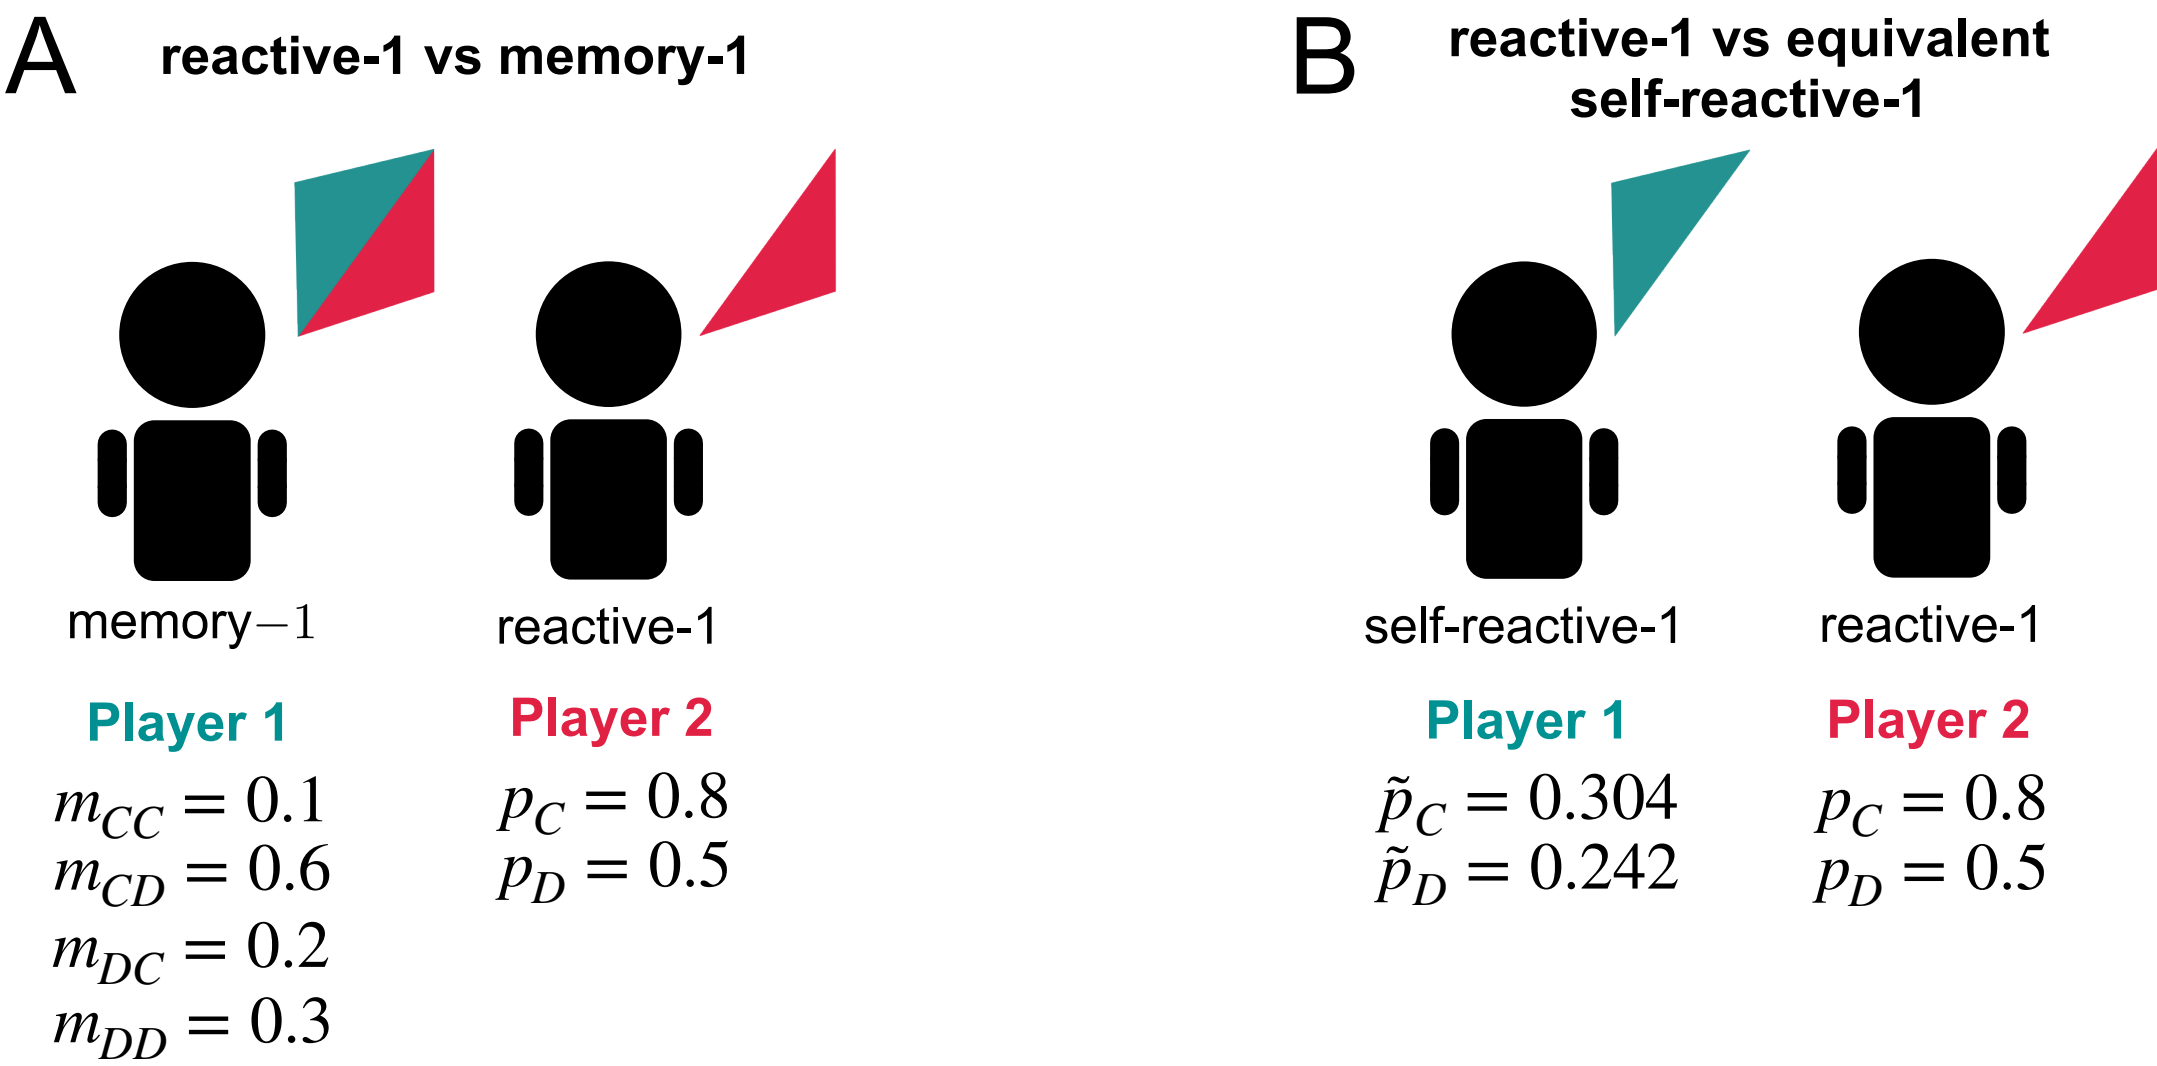 A
reactive-1 vs memory-1
memory−1
reactive-1
Player 1
Player 2
m_CC = 0.1
m_CD = 0.6
m_DC = 0.2
m_DD = 0.3
p_C = 0.8
p_D = 0.5
B
reactive-1 vs equivalent
self-reactive-1
self-reactive-1
reactive-1
Player 1
Player 2
p̃_C = 0.304
p̃_D = 0.242
p_C = 0.8
p_D = 0.5